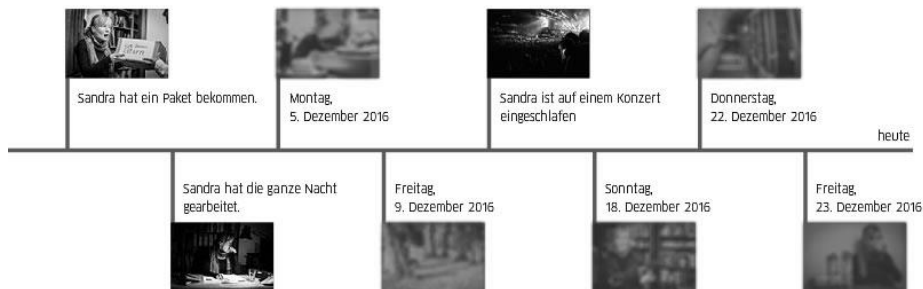 Sandra hat ein Paket bekommen.
Montag,
5. Dezember 2016
Sandra ist auf einem Konzert
eingeschlafen
Donnerstag,
22. Dezember 2016
heute
Sandra hat die ganze Nacht
gearbeitet.
Freitag,
9. Dezember 2016
Sonntag,
18. Dezember 2016
Freitag,
23. Dezember 2016